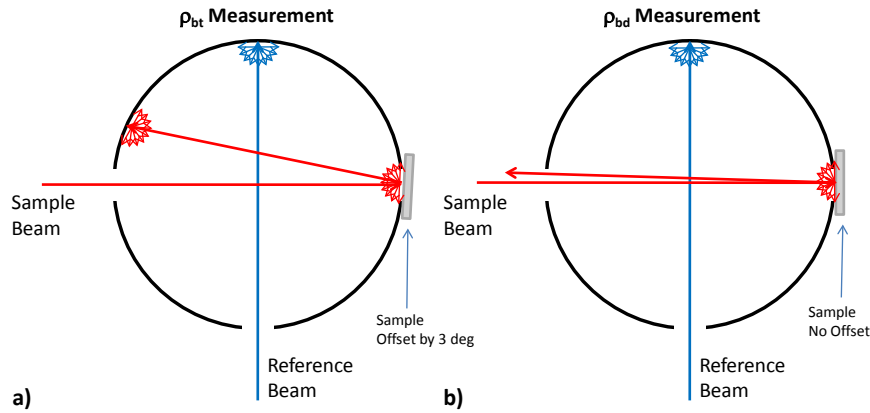 ρbt Measurement
Sample
Beam
Sample
Offset by 3 deg
Reference
Beam
a)
ρbd Measurement
Sample
Beam
Sample
No Offset
Reference
Beam
b)